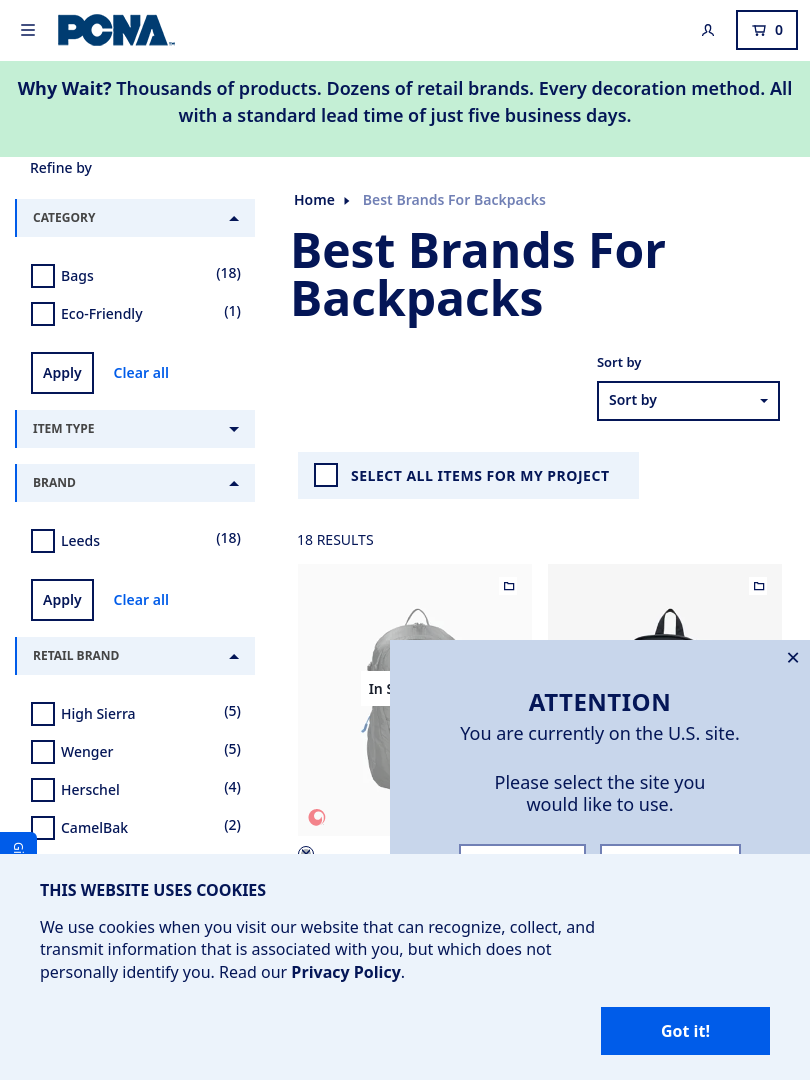 PCNA
0
Why Wait? Thousands of products. Dozens of retail brands. Every decoration method. All
with a standard lead time of just five business days.
Refine by
CATEGORY
Bags
(18)
Eco-Friendly
(1)
Apply
Clear all
ITEM TYPE
BRAND
Leeds
(18)
Apply
Clear all
RETAIL BRAND
High Sierra
(5)
Wenger
(5)
Herschel
(4)
CamelBak
(2)
Home
Best Brands For Backpacks
Best Brands For
Backpacks
Sort by
Sort by
SELECT ALL ITEMS FOR MY PROJECT
18 RESULTS
In
ATTENTION
You are currently on the U.S. site.
Please select the site you
would like to use.
THIS WEBSITE USES COOKIES
We use cookies when you visit our website that can recognize, collect, and
transmit information that is associated with you, but which does not
personally identify you. Read our Privacy Policy.
Got it!